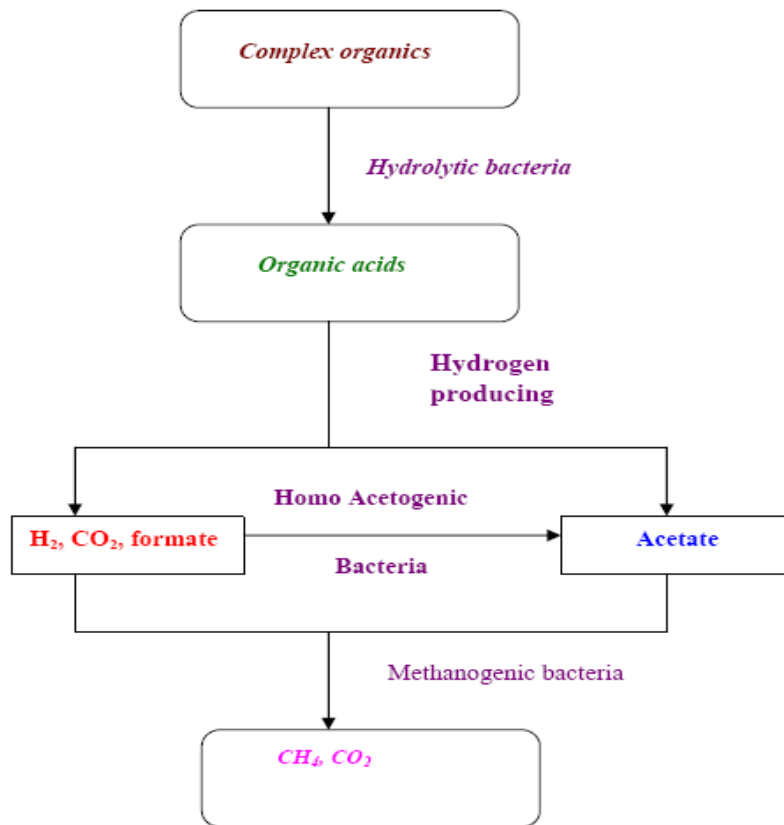 Complex organics
Hydrolytic bacteria
Organic acids
Hydrogen
producing
Homo Acetogenic
H₂, CO₂, formate
Acetate
Bacteria
Methanogenic bacteria
CH₄, CO₂